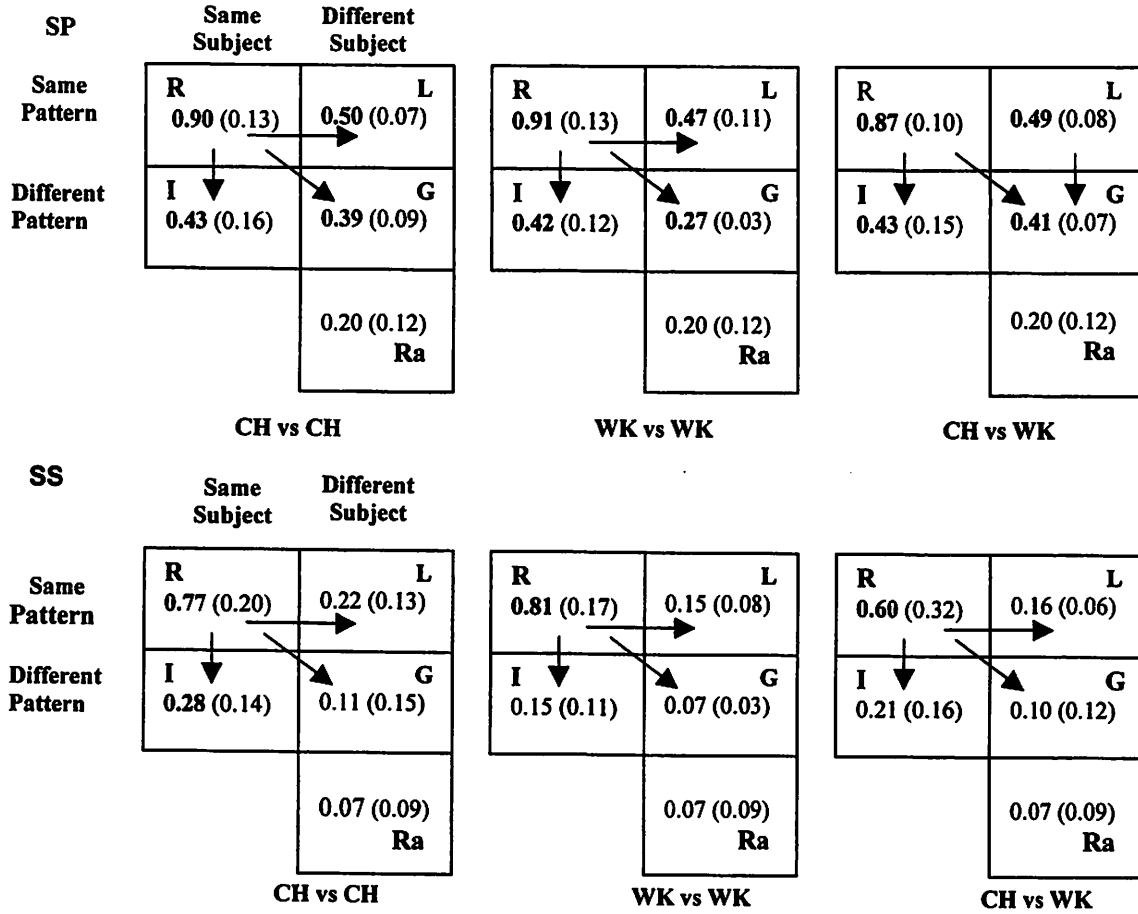 SP
Same Subject
Different Subject
Same Pattern
R L R L R L
0.90 (0.13) 0.50 (0.07) 0.91 (0.13) 0.47 (0.11) 0.87 (0.10) 0.49 (0.08)
Different Pattern
I G I G I G
0.43 (0.16) 0.39 (0.09) 0.42 (0.12) 0.27 (0.03) 0.43 (0.15) 0.41 (0.07)
0.20 (0.12) 0.20 (0.12) 0.20 (0.12)
Ra Ra Ra
CH vs CH WK vs WK CH vs WK
SS
Same Subject
Different Subject
Same Pattern
R L R L R L
0.77 (0.20) 0.22 (0.13) 0.81 (0.17) 0.15 (0.08) 0.60 (0.32) 0.16 (0.06)
Different Pattern
I G I G I G
0.28 (0.14) 0.11 (0.15) 0.15 (0.11) 0.07 (0.03) 0.21 (0.16) 0.10 (0.12)
0.07 (0.09) 0.07 (0.09) 0.07 (0.09)
Ra Ra Ra
CH vs CH WK vs WK CH vs WK